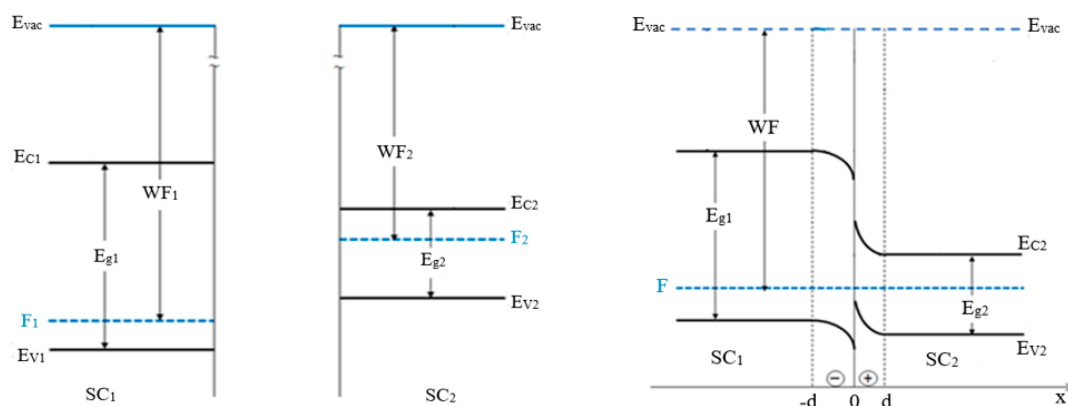 Evac
Evac
Evac
Evac
WF1
WF2
WF
EC1
EC2
Eg1
Eg2
F1
F2
EV1
EV2
SC1
SC2
Eg1
EC2
F
Eg2
EV2
SC1
SC2
− +
-d 0 d x